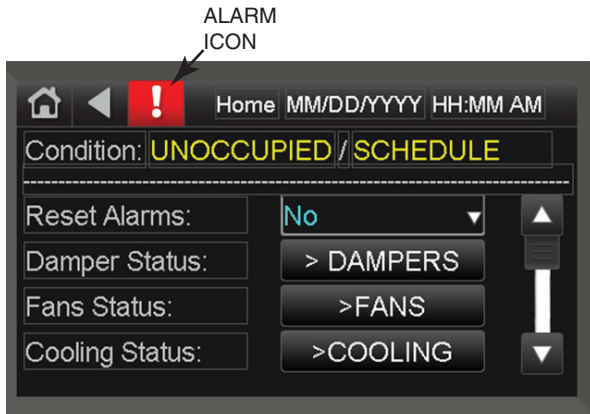 ALARM
ICON
! Home MM/DD/YYYY HH:MM AM
Condition: UNOCCUPIED / SCHEDULE
Reset Alarms: No
Damper Status: > DAMPERS
Fans Status: >FANS
Cooling Status: >COOLING